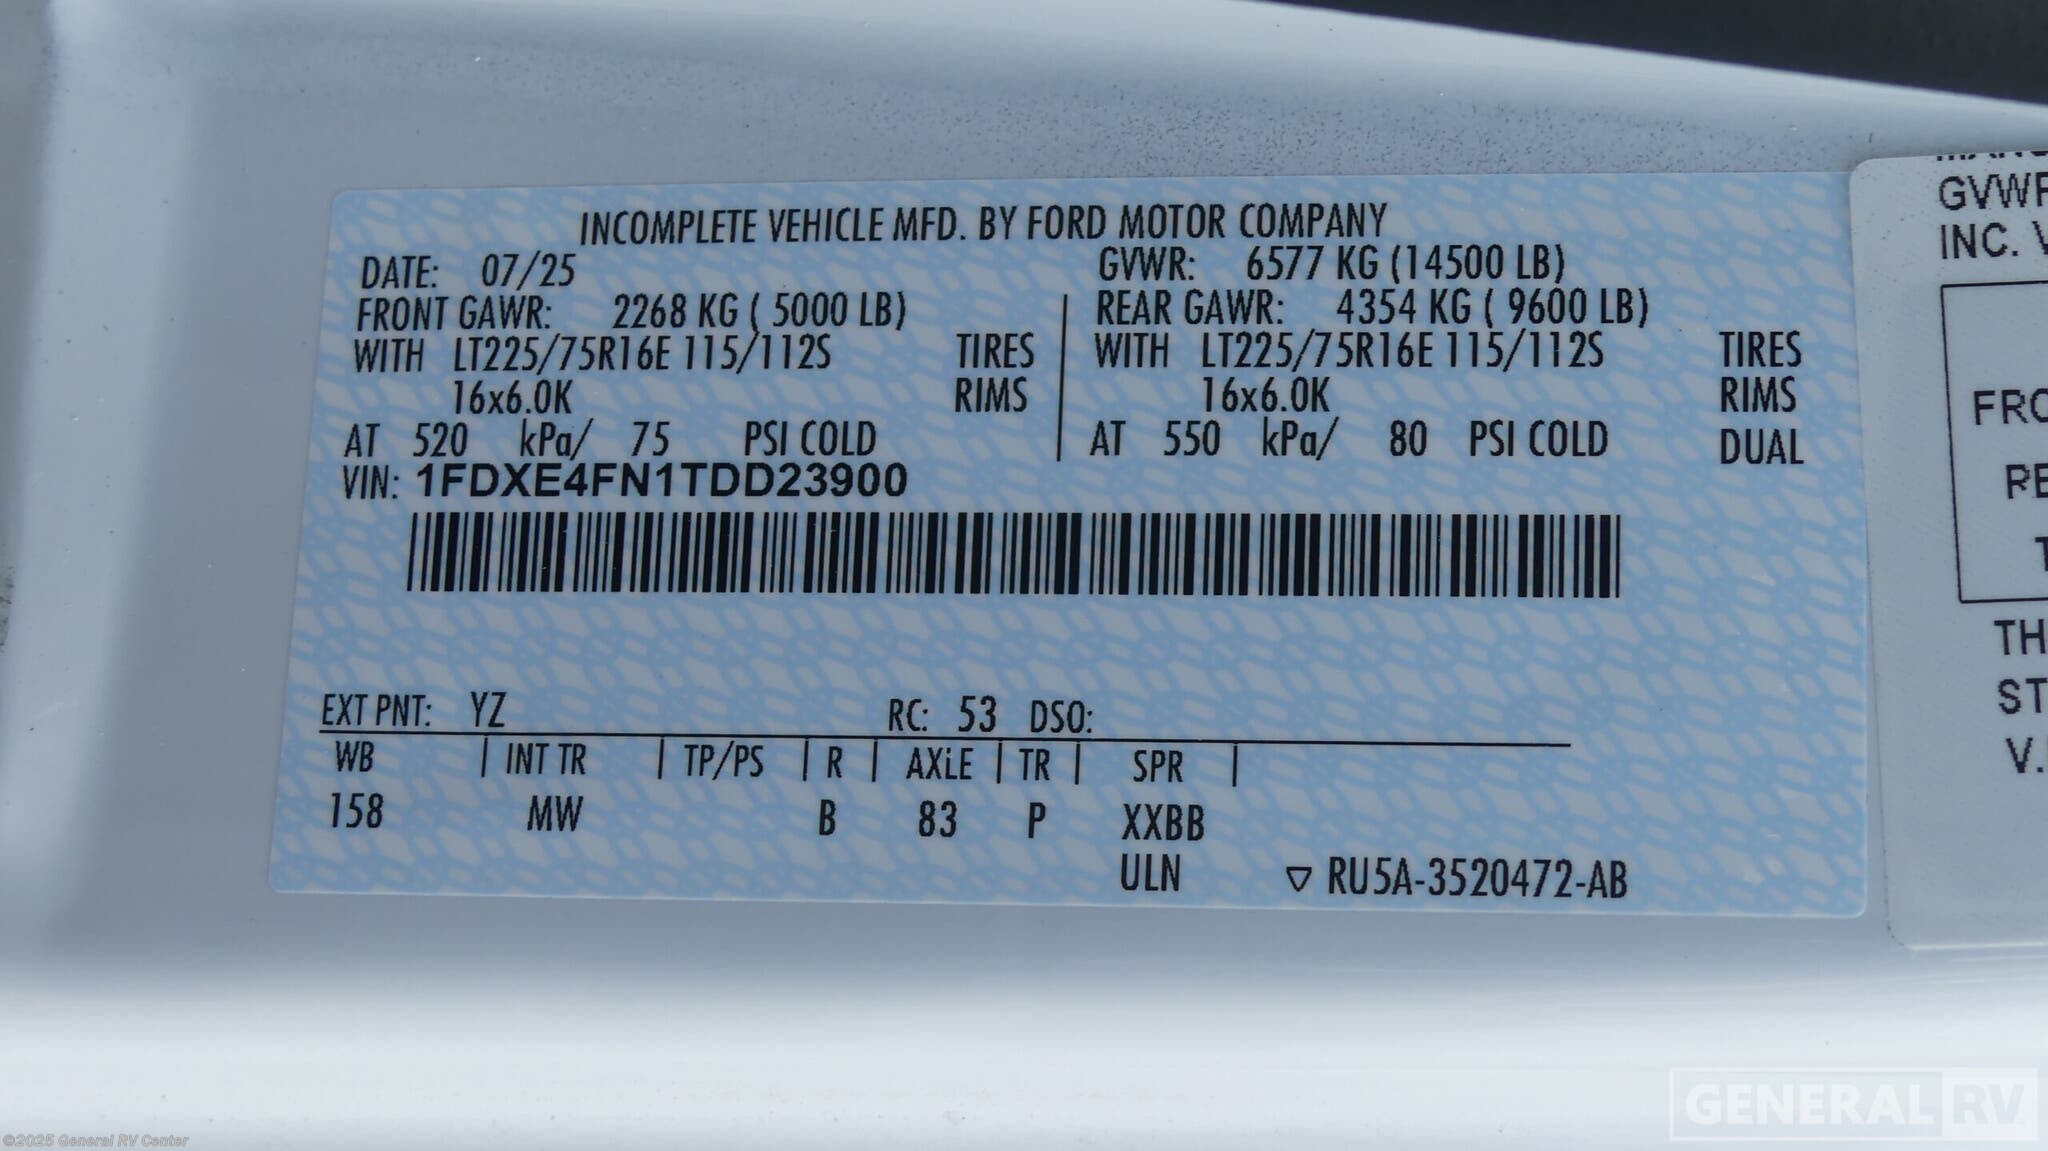 INCOMPLETE VEHICLE MFD. BY FORD MOTOR COMPANY
DATE: 07/25 GVWR: 6577 KG (14500 LB)
FRONT GAWR: 2268 KG ( 5000 LB) REAR GAWR: 4354 KG ( 9600 LB)
WITH LT225/75R16E 115/112S TIRES WITH LT225/75R16E 115/112S TIRES
16x6.0K RIMS 16x6.0K RIMS
AT 520 kPa/ 75 PSI COLD AT 550 kPa/ 80 PSI COLD DUAL
VIN: 1FDXE4FN1TDD23900
EXT PNT: YZ RC: 53 DSO:
WB | INT TR | TP/PS | R | AXLE | TR | SPR |
158 MW B 83 P XXBB
ULN ▽ RU5A-3520472-AB
GVWR
INC. V
FRO
RE
T
TH
ST
V.
GENERAL RV
©2025 General RV Center